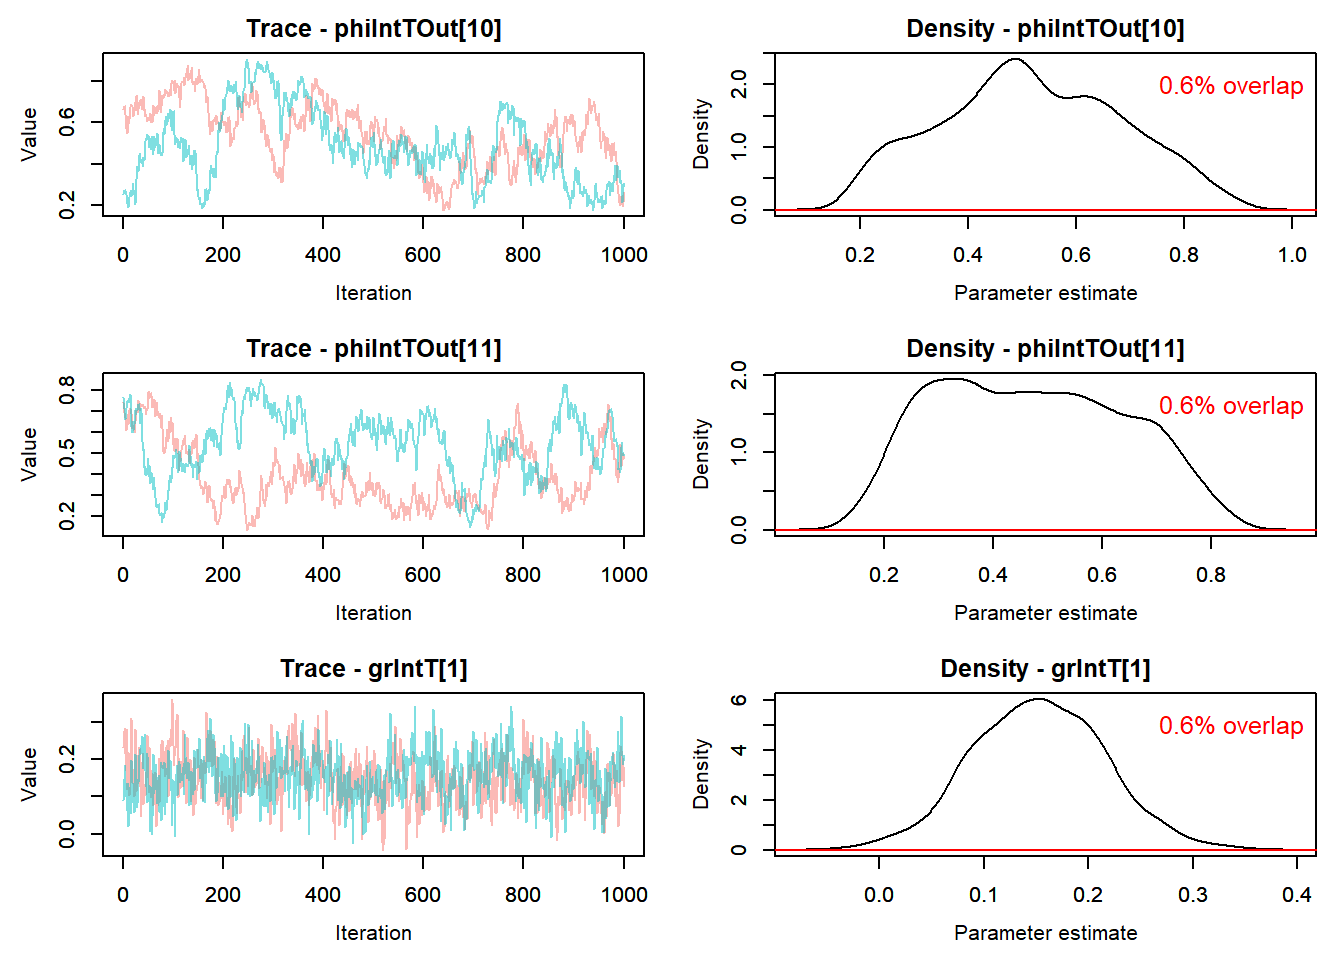 Trace - phiIntTOut[10]
Value
0.2 0.6
0 200 400 600 800 1000
Iteration
Density - phiIntTOut[10]
Density
0.0 1.0 2.0
0.6% overlap
0.2 0.4 0.6 0.8 1.0
Parameter estimate
Trace - phiIntTOut[11]
Value
0.2 0.5 0.8
0 200 400 600 800 1000
Iteration
Density - phiIntTOut[11]
Density
0.0 1.0 2.0
0.6% overlap
0.2 0.4 0.6 0.8
Parameter estimate
Trace - grIntT[1]
Value
0.0 0.2
0 200 400 600 800 1000
Iteration
Density - grIntT[1]
Density
0 2 4 6
0.6% overlap
0.0 0.1 0.2 0.3 0.4
Parameter estimate